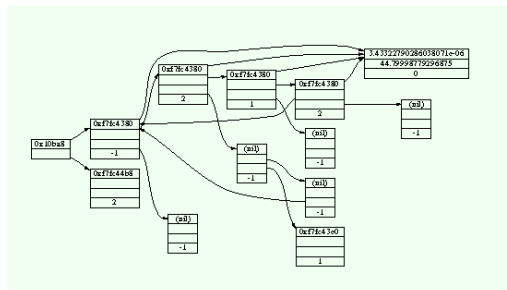 3.43322790286038071e-06
44.79998779296875
0
0xf7fc4380
2
0xf7fc4380
1
0xf7fc4380
2
(nil)
-1
0xf7fc4380
-1
(nil)
-1
0x10ba8
(nil)
-1
0xf7fc44b8
2
(nil)
-1
(nil)
-1
0xf7fc43e0
1